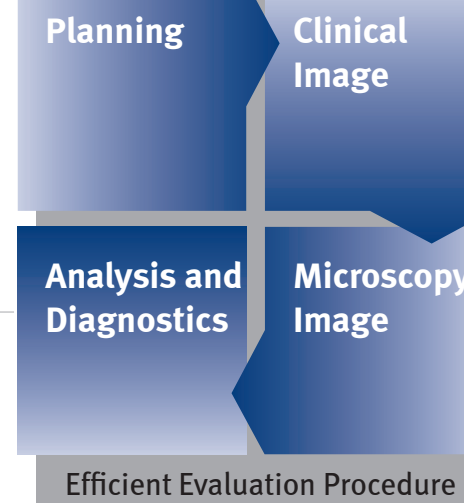 Planning
Clinical
Image
Analysis and
Diagnostics
Microscopy
Image
Efficient Evaluation Procedure